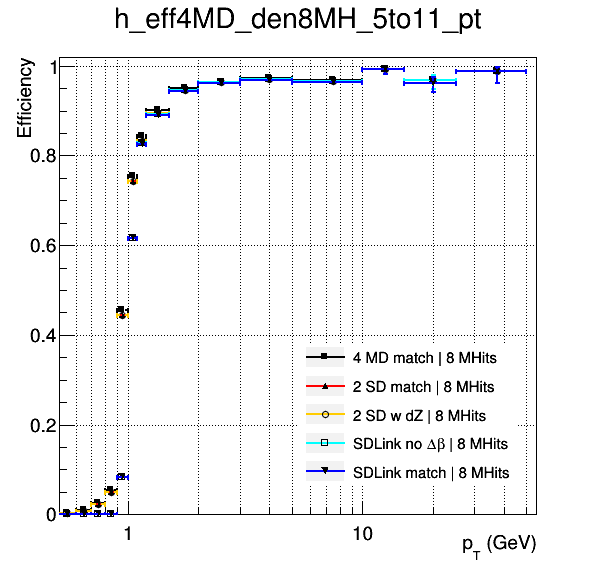 h_eff4MD_den8MH_5to11_pt
Efficiency
1
0.8
0.6
0.4
0.2
0
4 MD match | 8 MHits
2 SD match | 8 MHits
2 SD w dZ | 8 MHits
SDLink no Δβ | 8 MHits
SDLink match | 8 MHits
1
10
p_T (GeV)